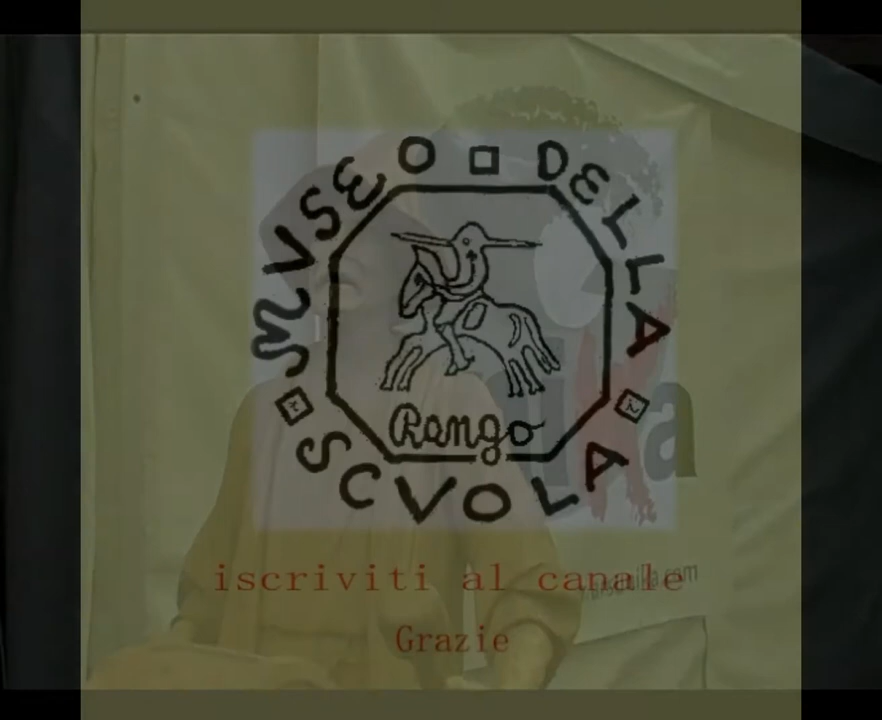 MVSEO DELLA
SCVOLA
Rango
iscriviti al canale
Grazie